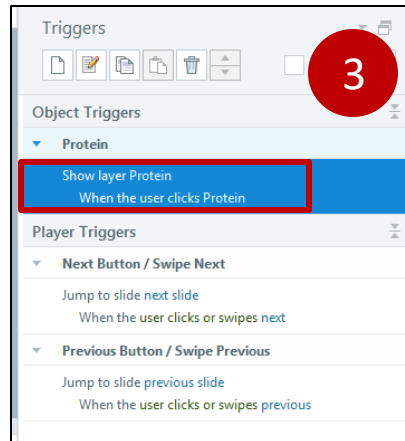 Triggers
3
Object Triggers
Protein
Show layer Protein
When the user clicks Protein
Player Triggers
Next Button / Swipe Next
Jump to slide next slide
When the user clicks or swipes next
Previous Button / Swipe Previous
Jump to slide previous slide
When the user clicks or swipes previous